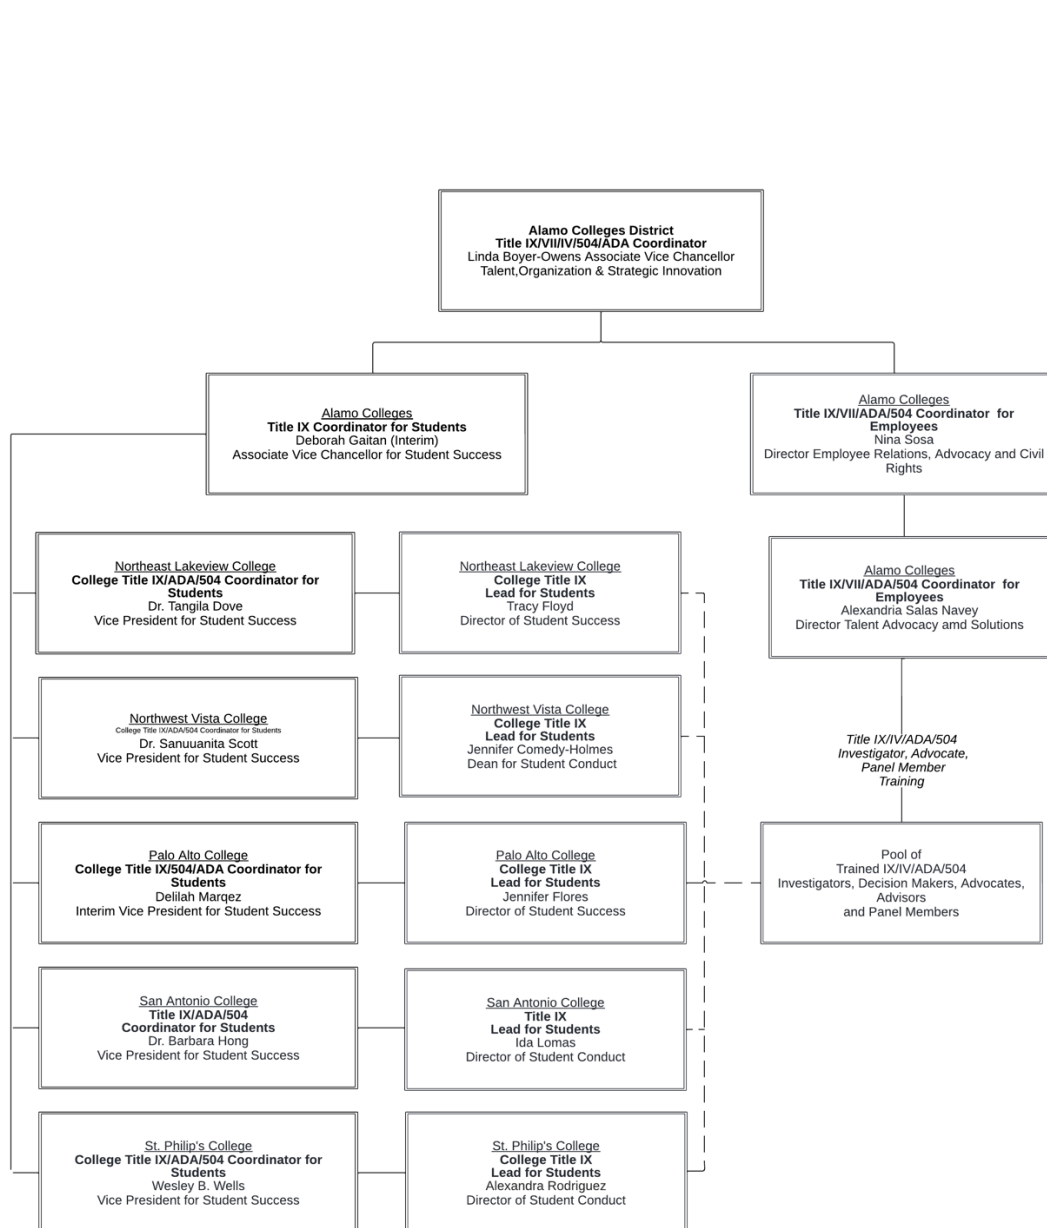 Alamo Colleges District
Title IX/VII/IV/504/ADA Coordinator
Linda Boyer-Owens Associate Vice Chancellor
Talent,Organization & Strategic Innovation
Alamo Colleges
Title IX Coordinator for Students
Deborah Gaitan (Interim)
Associate Vice Chancellor for Student Success
Alamo Colleges
Title IX/VII/ADA/504 Coordinator for
Employees
Nina Sosa
Director Employee Relations, Advocacy and Civil
Rights
Northeast Lakeview College
College Title IX/ADA/504 Coordinator for
Students
Dr. Tangila Dove
Vice President for Student Success
Northeast Lakeview College
College Title IX
Lead for Students
Tracy Floyd
Director of Student Success
Alamo Colleges
Title IX/VII/ADA/504 Coordinator for
Employees
Alexandria Salas Navey
Director Talent Advocacy amd Solutions
Northwest Vista College
College Title IX/ADA/504 Coordinator for Students
Dr. Sanuuanita Scott
Vice President for Student Success
Northwest Vista College
College Title IX
Lead for Students
Jennifer Comedy-Holmes
Dean for Student Conduct
Title IX/IV/ADA/504
Investigator, Advocate,
Panel Member
Training
Palo Alto College
College Title IX/504/ADA Coordinator for
Students
Delilah Marqez
Interim Vice President for Student Success
Palo Alto College
College Title IX
Lead for Students
Jennifer Flores
Director of Student Success
Pool of
Trained IX/IV/ADA/504
Investigators, Decision Makers, Advocates,
Advisors
and Panel Members
San Antonio College
Title IX/ADA/504
Coordinator for Students
Dr. Barbara Hong
Vice President for Student Success
San Antonio College
Title IX
Lead for Students
Ida Lomas
Director of Student Conduct
St. Philip's College
College Title IX/ADA/504 Coordinator for
Students
Wesley B. Wells
Vice President for Student Success
St. Philip's College
College Title IX
Lead for Students
Alexandra Rodriguez
Director of Student Conduct